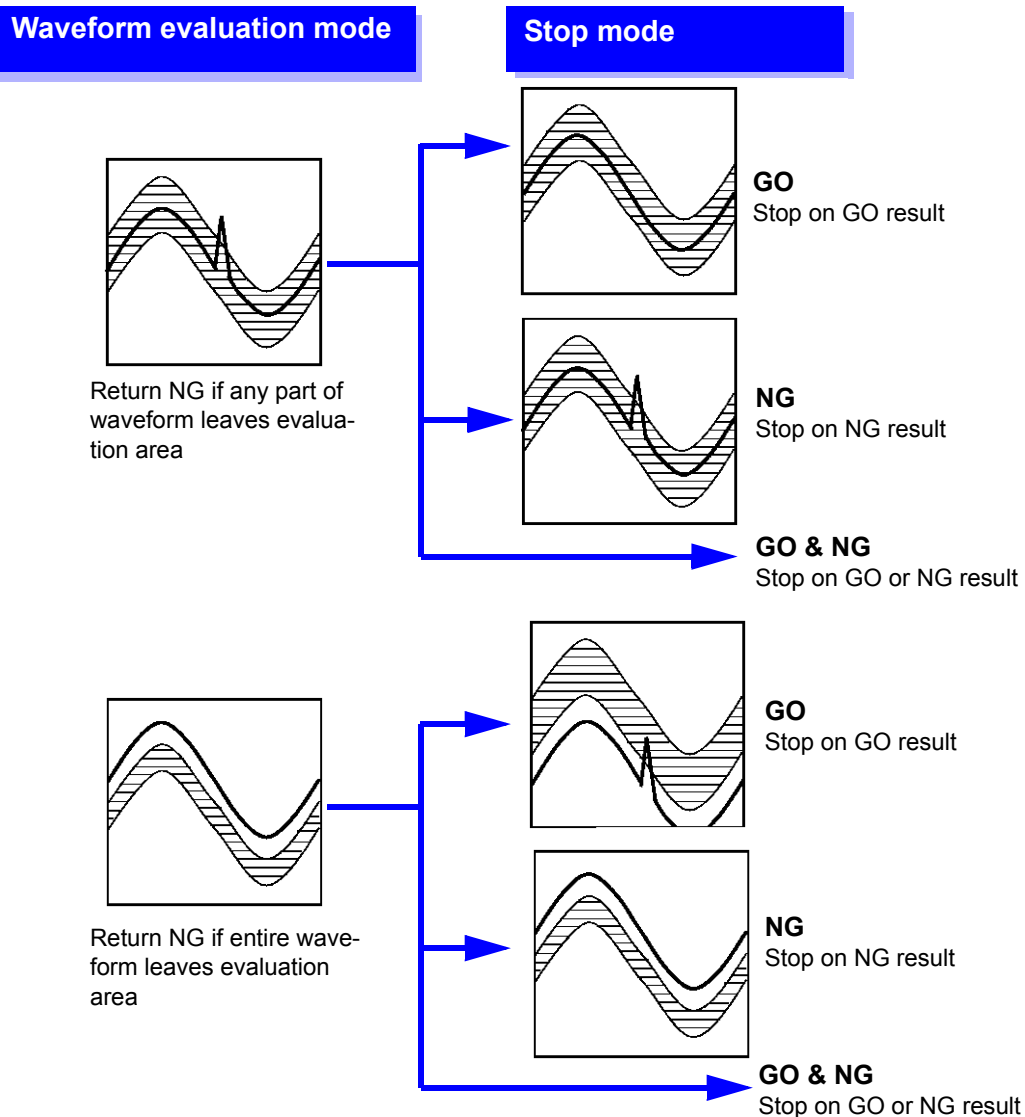 Waveform evaluation mode
Stop mode
GO
Stop on GO result
Return NG if any part of
waveform leaves evalua-
tion area
NG
Stop on NG result
GO & NG
Stop on GO or NG result
GO
Stop on GO result
Return NG if entire wave-
form leaves evaluation
area
NG
Stop on NG result
GO & NG
Stop on GO or NG result